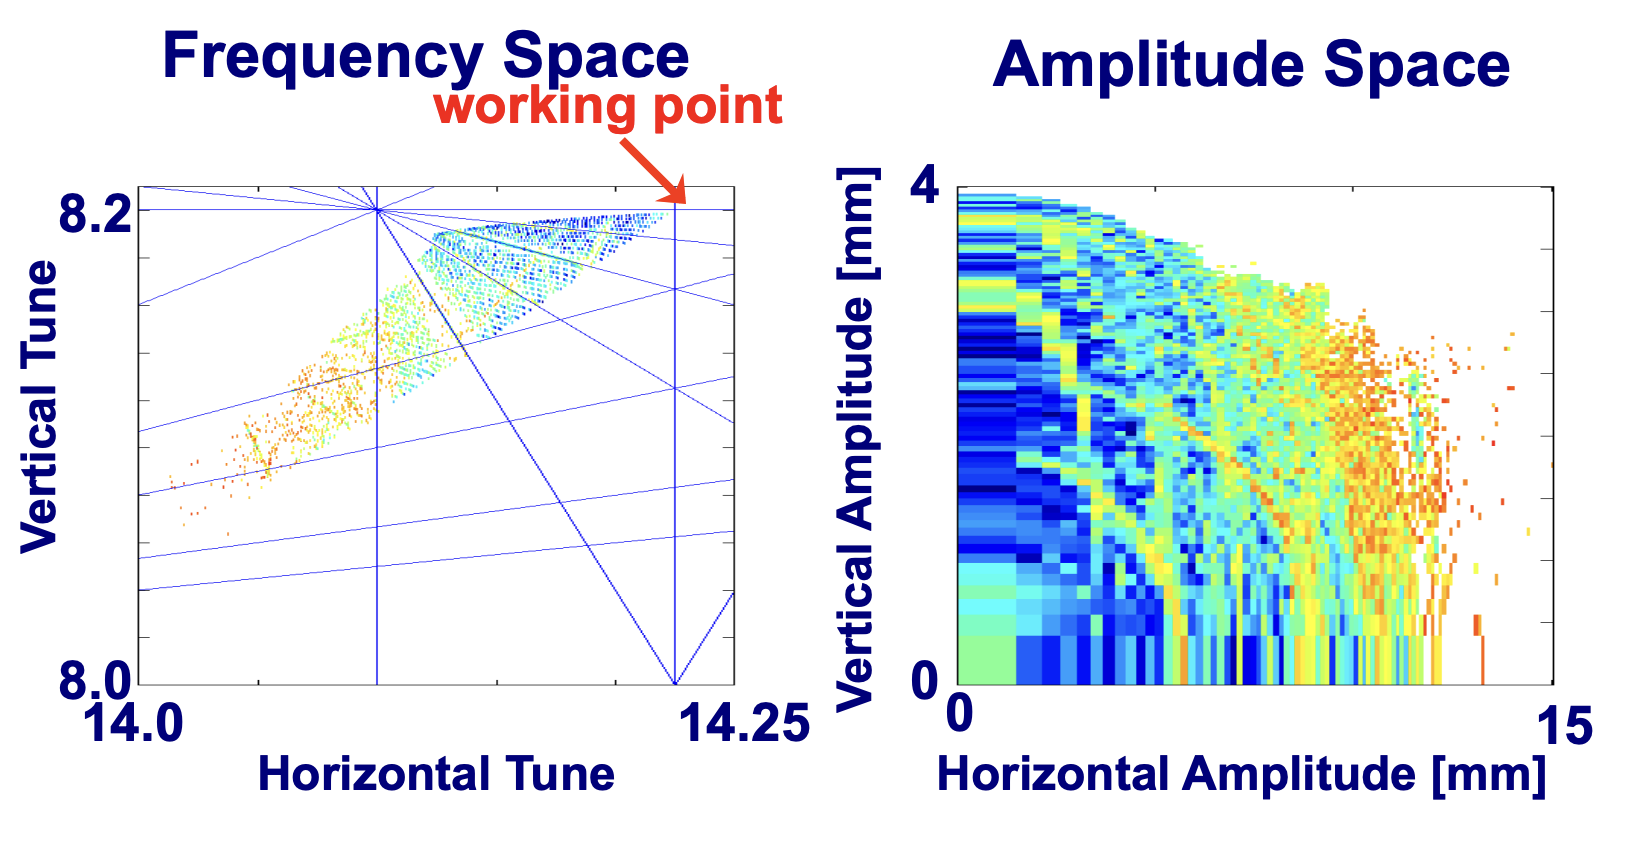 Frequency Space
working point
8.2
8.0
14.0
14.25
Vertical Tune
Horizontal Tune
Amplitude Space
4
0
0
15
Vertical Amplitude [mm]
Horizontal Amplitude [mm]